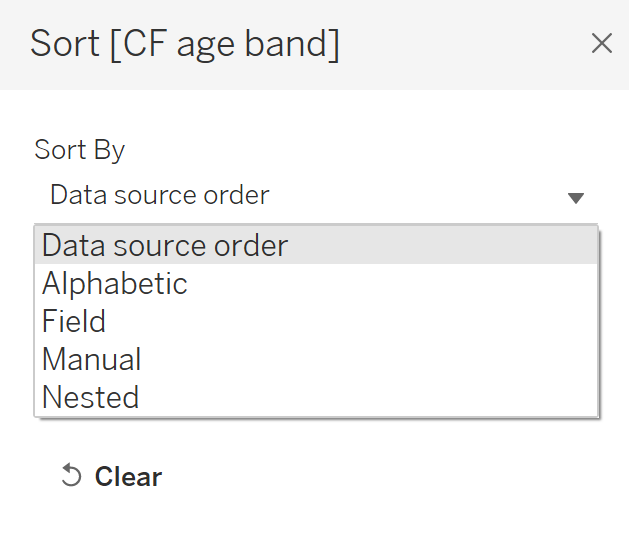 Sort [CF age band]
Sort By
Data source order
Data source order
Alphabetic
Field
Manual
Nested
Clear